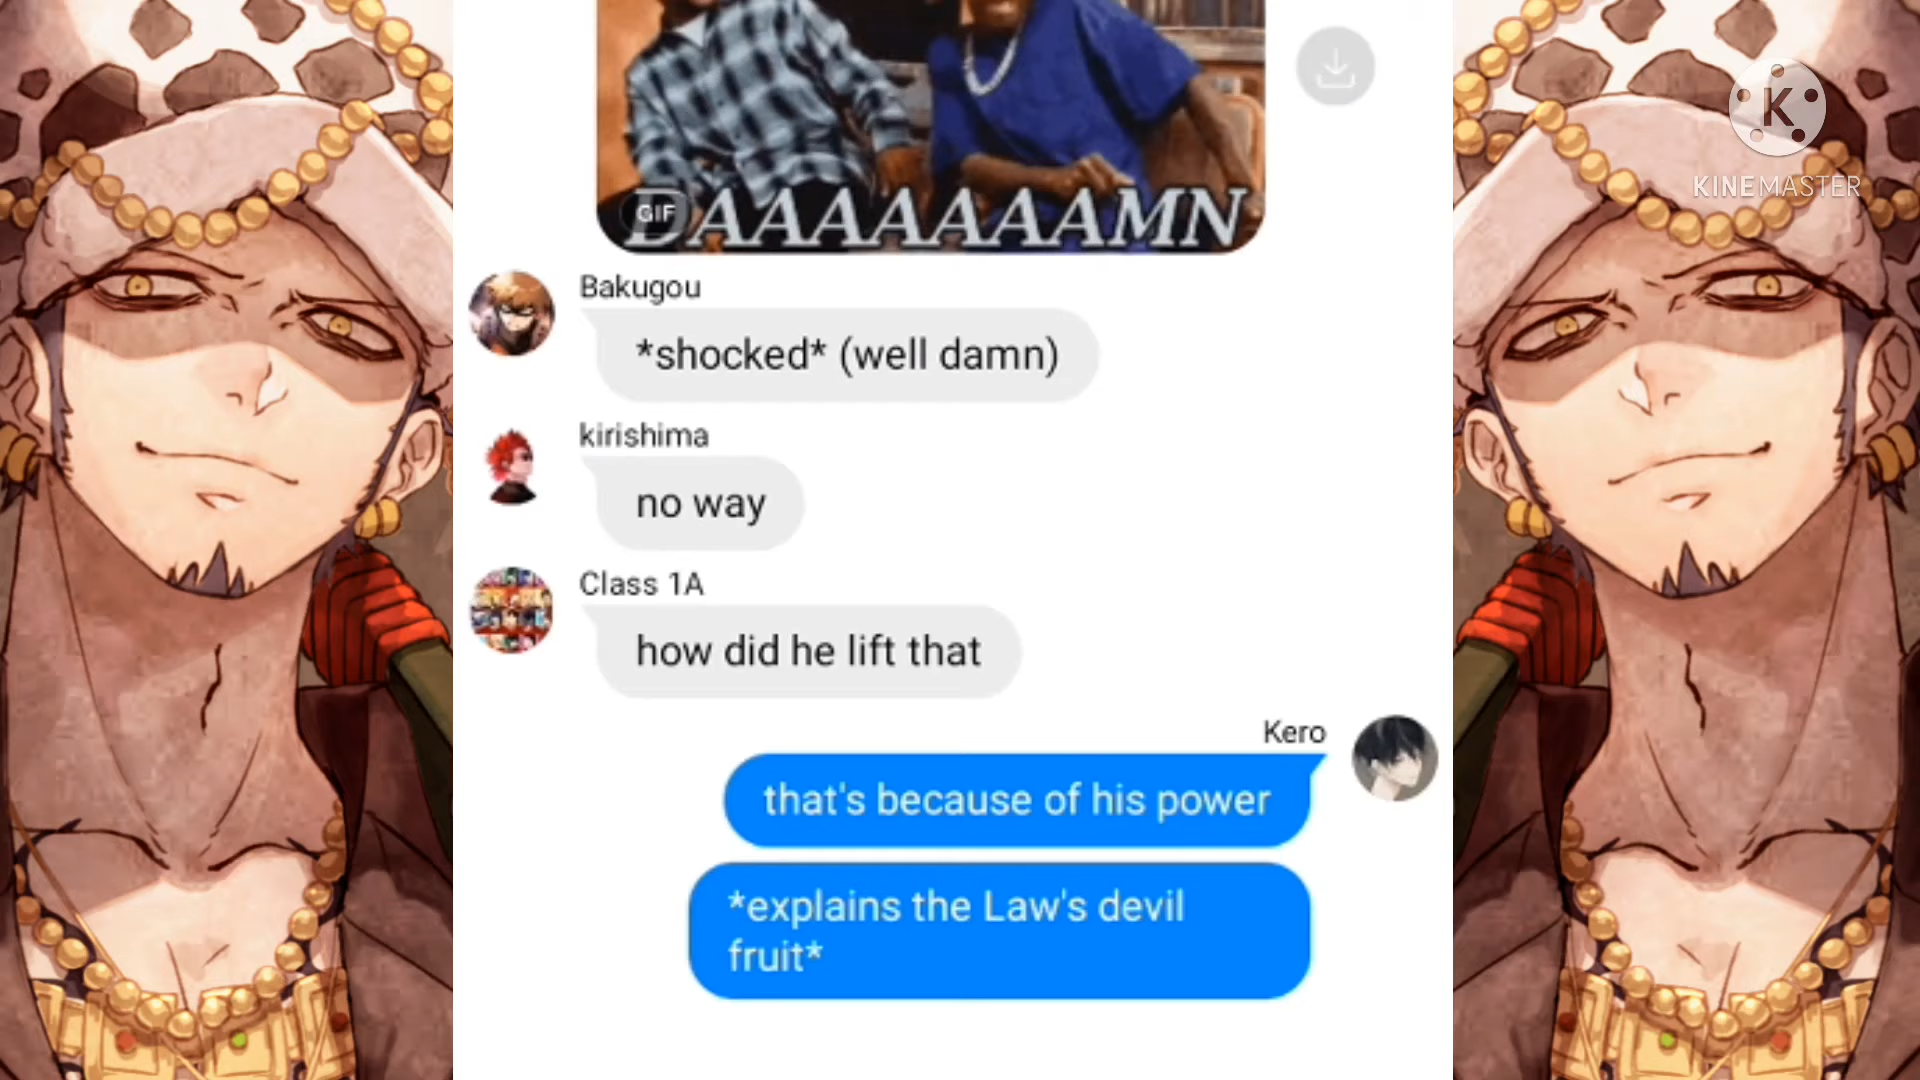 DAAAAAAAMN
GIF
K
KINEMASTER
Bakugou
*shocked* (well damn)
kirishima
no way
Class 1A
how did he lift that
Kero
that's because of his power
*explains the Law's devil
fruit*